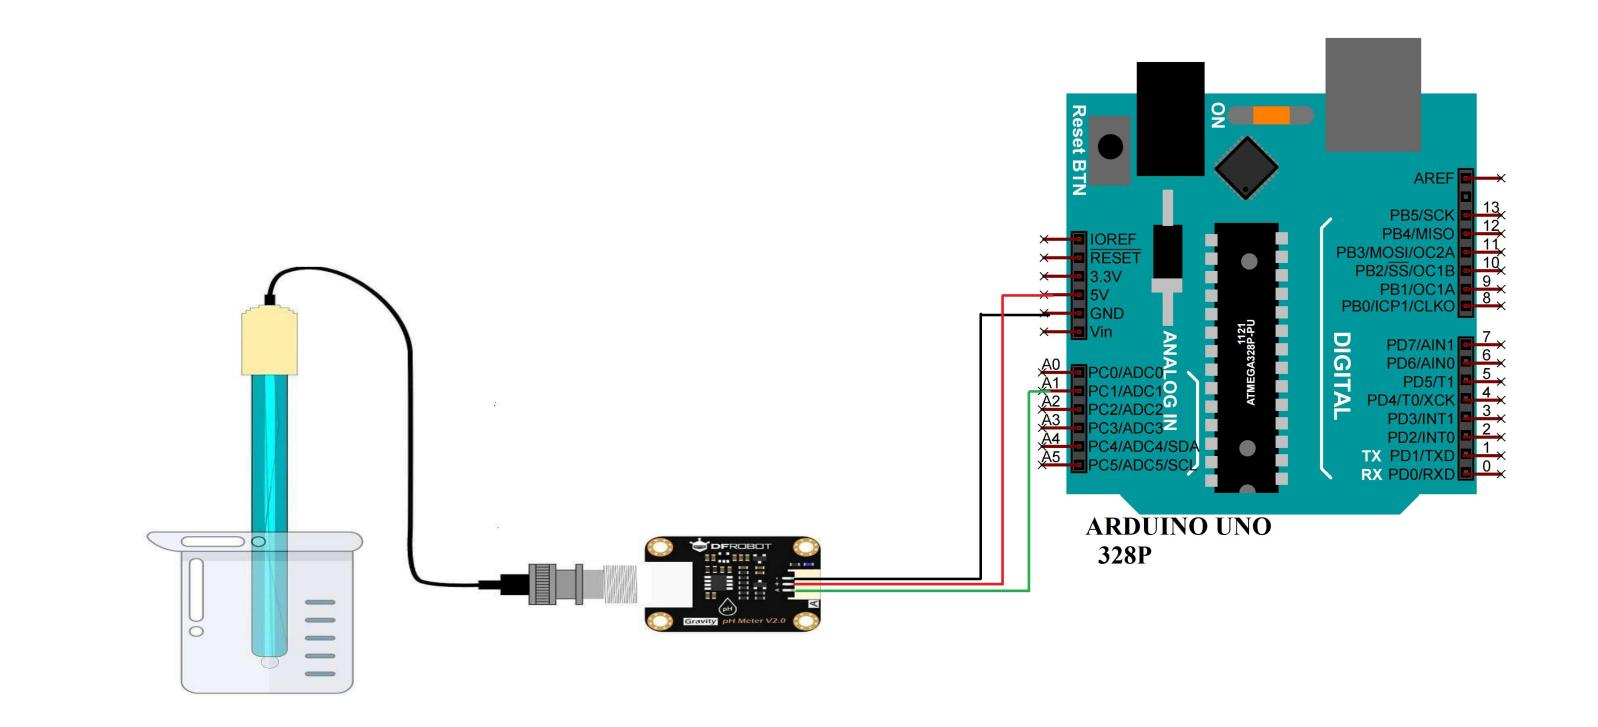 Reset BTN
ON
AREF
PB5/SCK 13
PB4/MISO 12
PB3/MOSI/OC2A 11
PB2/SS/OC1B 10
PB1/OC1A 9
PB0/ICP1/CLKO 8
IOREF
RESET
3.3V
5V
GND
Vin
1121
ATMEGA328P-PU
ANALOG IN
DIGITAL
A0 PC0/ADC0
A1 PC1/ADC1
A2 PC2/ADC2
A3 PC3/ADC3
A4 PC4/ADC4/SDA
A5 PC5/ADC5/SCL
PD7/AIN1 7
PD6/AIN0 6
PD5/T1 5
PD4/T0/XCK 4
PD3/INT1 3
PD2/INT0 2
TX PD1/TXD 1
RX PD0/RXD 0
ARDUINO UNO
328P
DFROBOT
pH
A
Gravity pH Meter V2.0